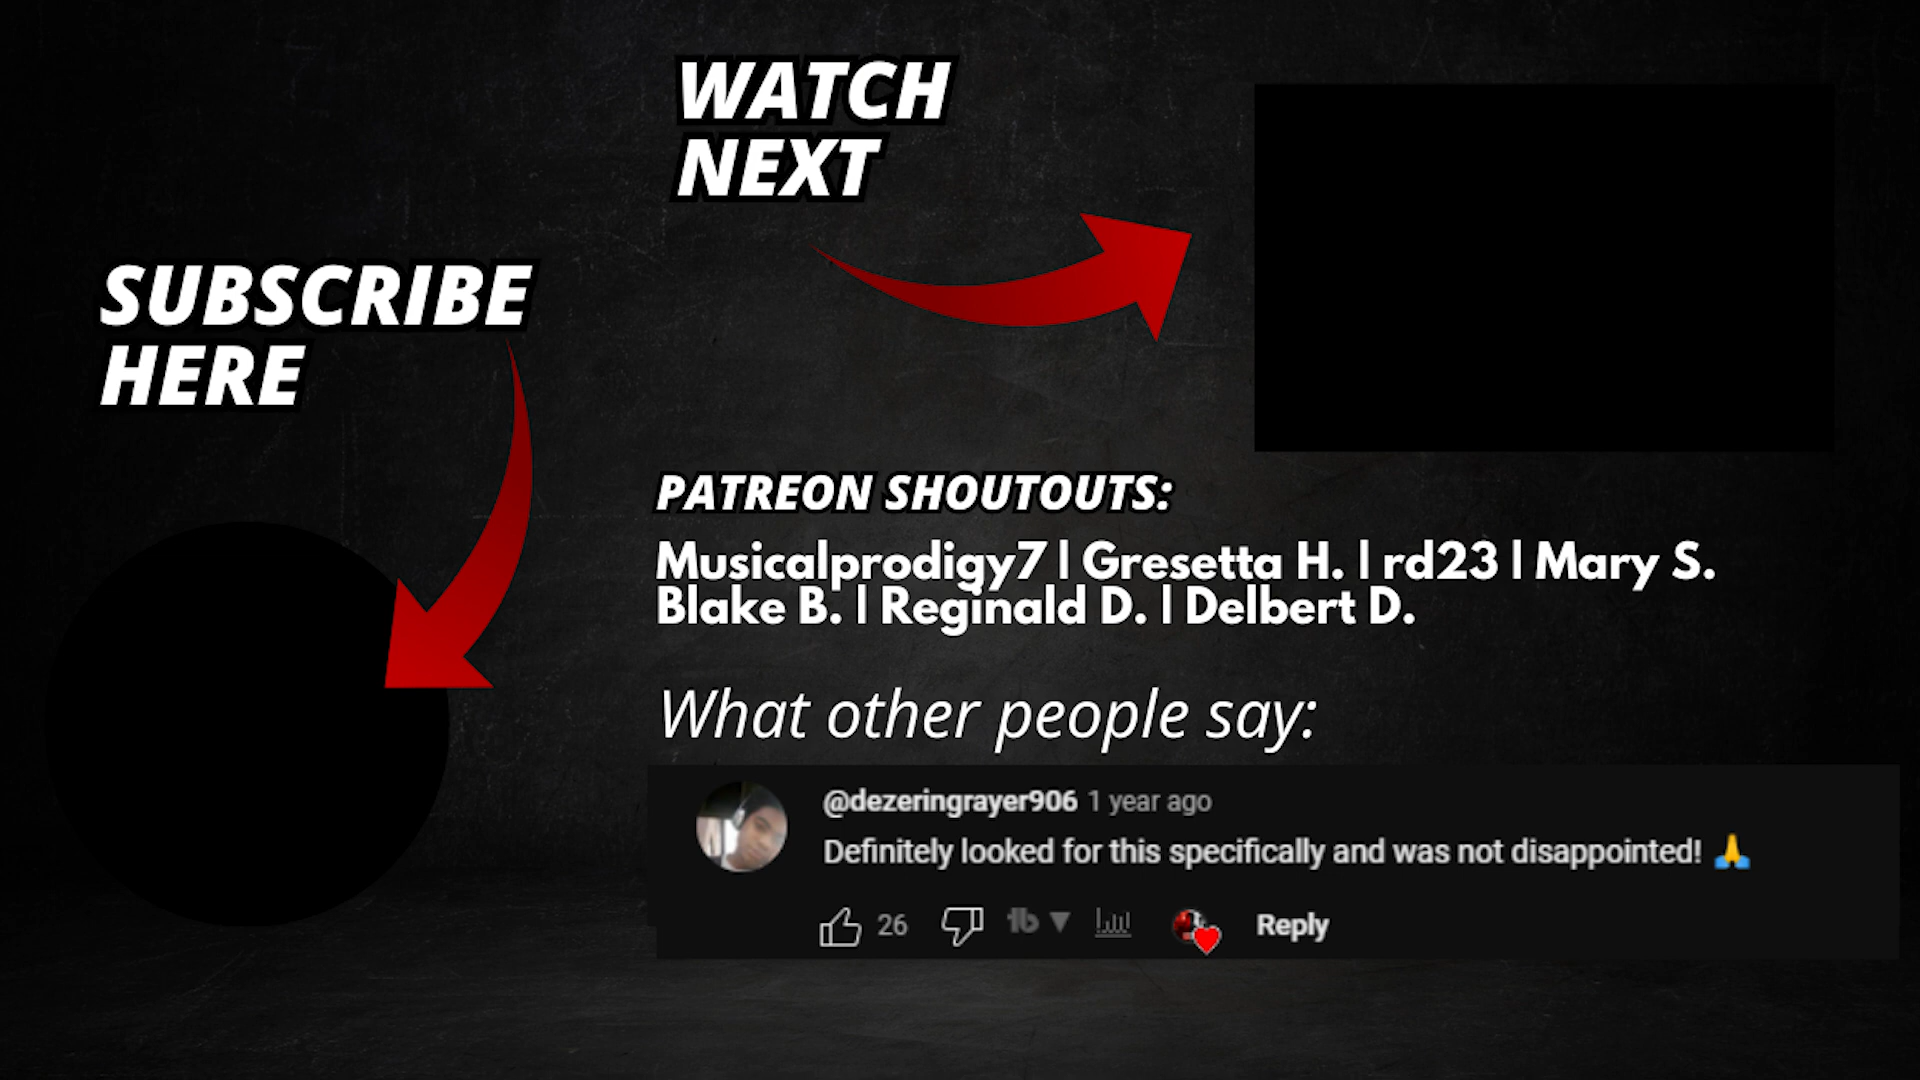 WATCH
NEXT
SUBSCRIBE
HERE
PATREON SHOUTOUTS:
Musicalprodigy7 | Gresetta H. | rd23 | Mary S.
Blake B. | Reginald D. | Delbert D.
What other people say:
@dezeringrayer906 1 year ago
Definitely looked for this specifically and was not disappointed! 🙏
26 tb Reply